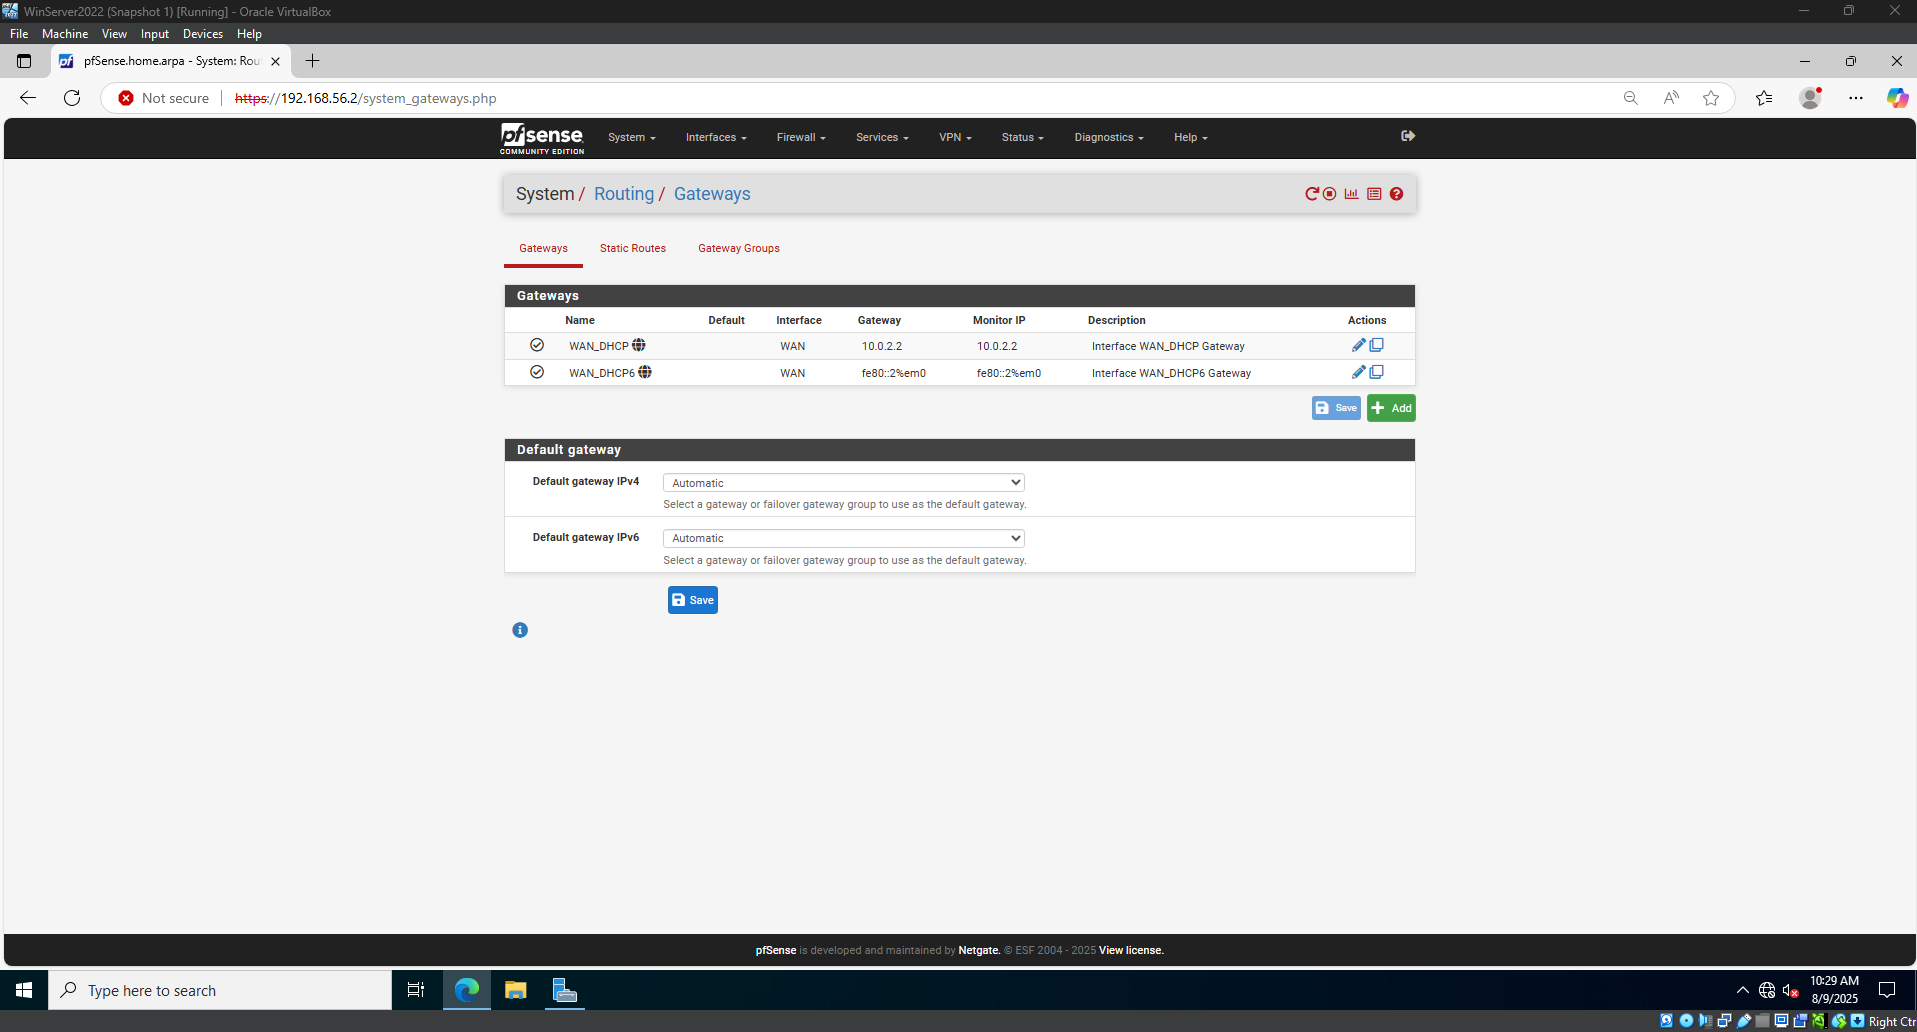 WinServer2022 (Snapshot 1) [Running] - Oracle VirtualBox
File Machine View Input Devices Help
pfSense.home.arpa - System: Rou
Not secure https://192.168.56.2/system_gateways.php
pfsense System Interfaces Firewall Services VPN Status Diagnostics Help
COMMUNITY EDITION
System / Routing / Gateways
Gateways Static Routes Gateway Groups
Gateways
Name Default Interface Gateway Monitor IP Description Actions
WAN_DHCP WAN 10.0.2.2 10.0.2.2 Interface WAN_DHCP Gateway
WAN_DHCP6 WAN fe80::2%em0 fe80::2%em0 Interface WAN_DHCP6 Gateway
Save Add
Default gateway
Default gateway IPv4 Automatic
Select a gateway or failover gateway group to use as the default gateway.
Default gateway IPv6 Automatic
Select a gateway or failover gateway group to use as the default gateway.
Save
pfSense is developed and maintained by Netgate. © ESF 2004 - 2025 View license.
Type here to search
10:29 AM
8/9/2025
Right Ctr